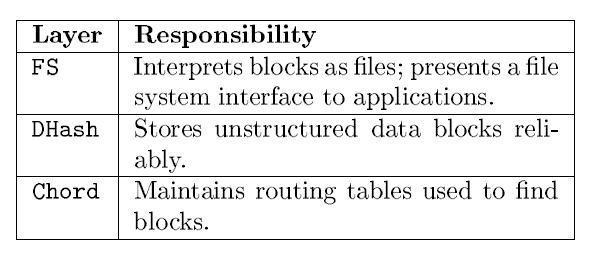 Layer Responsibility
FS Interprets blocks as files; presents a file
system interface to applications.
DHash Stores unstructured data blocks reli-
ably.
Chord Maintains routing tables used to find
blocks.